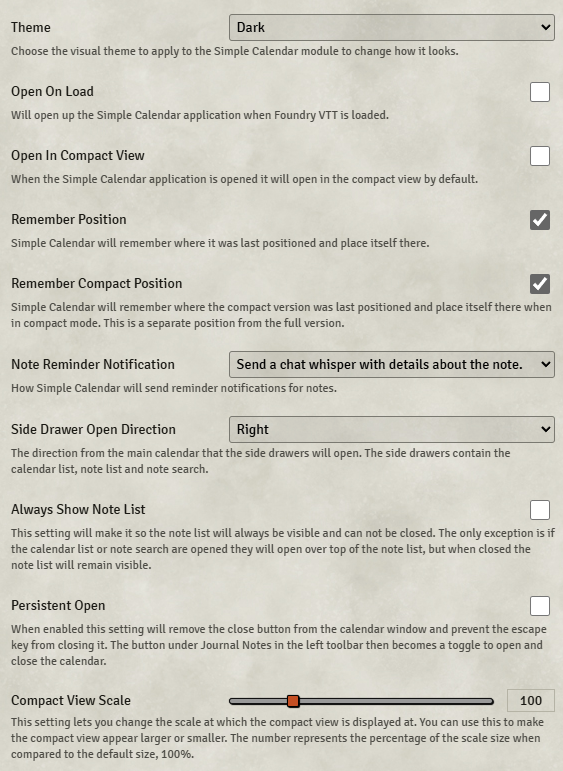 Theme Dark
Choose the visual theme to apply to the Simple Calendar module to change how it looks.
Open On Load
Will open up the Simple Calendar application when Foundry VTT is loaded.
Open In Compact View
When the Simple Calendar application is opened it will open in the compact view by default.
Remember Position
Simple Calendar will remember where it was last positioned and place itself there.
Remember Compact Position
Simple Calendar will remember where the compact version was last positioned and place itself there when
in compact mode. This is a separate position from the full version.
Note Reminder Notification Send a chat whisper with details about the note.
How Simple Calendar will send reminder notifications for notes.
Side Drawer Open Direction Right
The direction from the main calendar that the side drawers will open. The side drawers contain the
calendar list, note list and note search.
Always Show Note List
This setting will make it so the note list will always be visible and can not be closed. The only exception is if
the calendar list or note search are opened they will open over top of the note list, but when closed the
note list will remain visible.
Persistent Open
When enabled this setting will remove the close button from the calendar window and prevent the escape
key from closing it. The button under Journal Notes in the left toolbar then becomes a toggle to open and
close the calendar.
Compact View Scale 100
This setting lets you change the scale at which the compact view is displayed at. You can use this to make
the compact view appear larger or smaller. The number represents the percentage of the scale size when
compared to the default size, 100%.